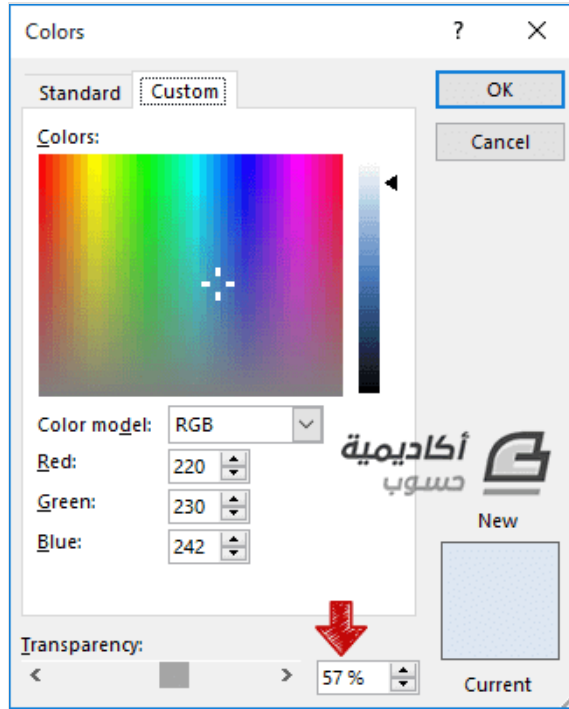 Colors
?
Standard
Custom
OK
Cancel
Colors:
Color model: RGB
Red: 220
Green: 230
Blue: 242
أكاديمية
حسوب
New
Current
Transparency:
57 %